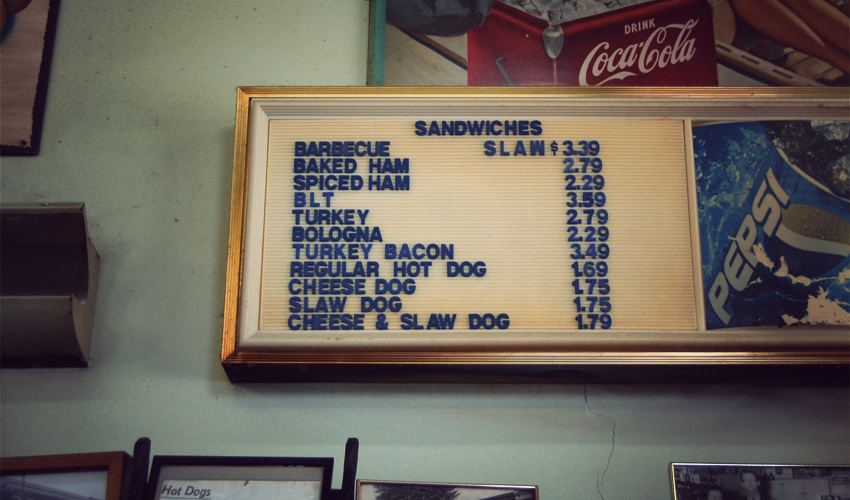 DRINK
Coca-Cola
SANDWICHES
BARBECUE SLAW $3.39
BAKED HAM 2.79
SPICED HAM 2.29
BLT 3.59
TURKEY 2.79
BOLOGNA 2.29
TURKEY BACON 3.49
REGULAR HOT DOG 1.69
CHEESE DOG 1.75
SLAW DOG 1.75
CHEESE & SLAW DOG 1.79
PEPSI
Hot Dogs